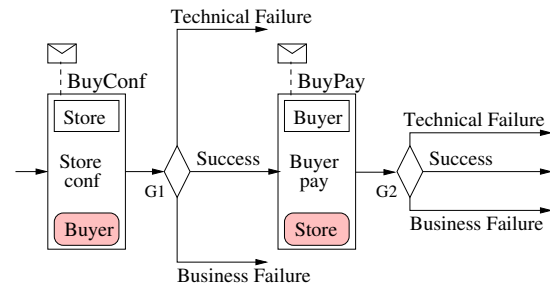 Technical Failure
BuyConf
Store
Store
conf
Buyer
G1
Success
Business Failure
BuyPay
Buyer
Buyer
pay
Store
G2
Technical Failure
Success
Business Failure